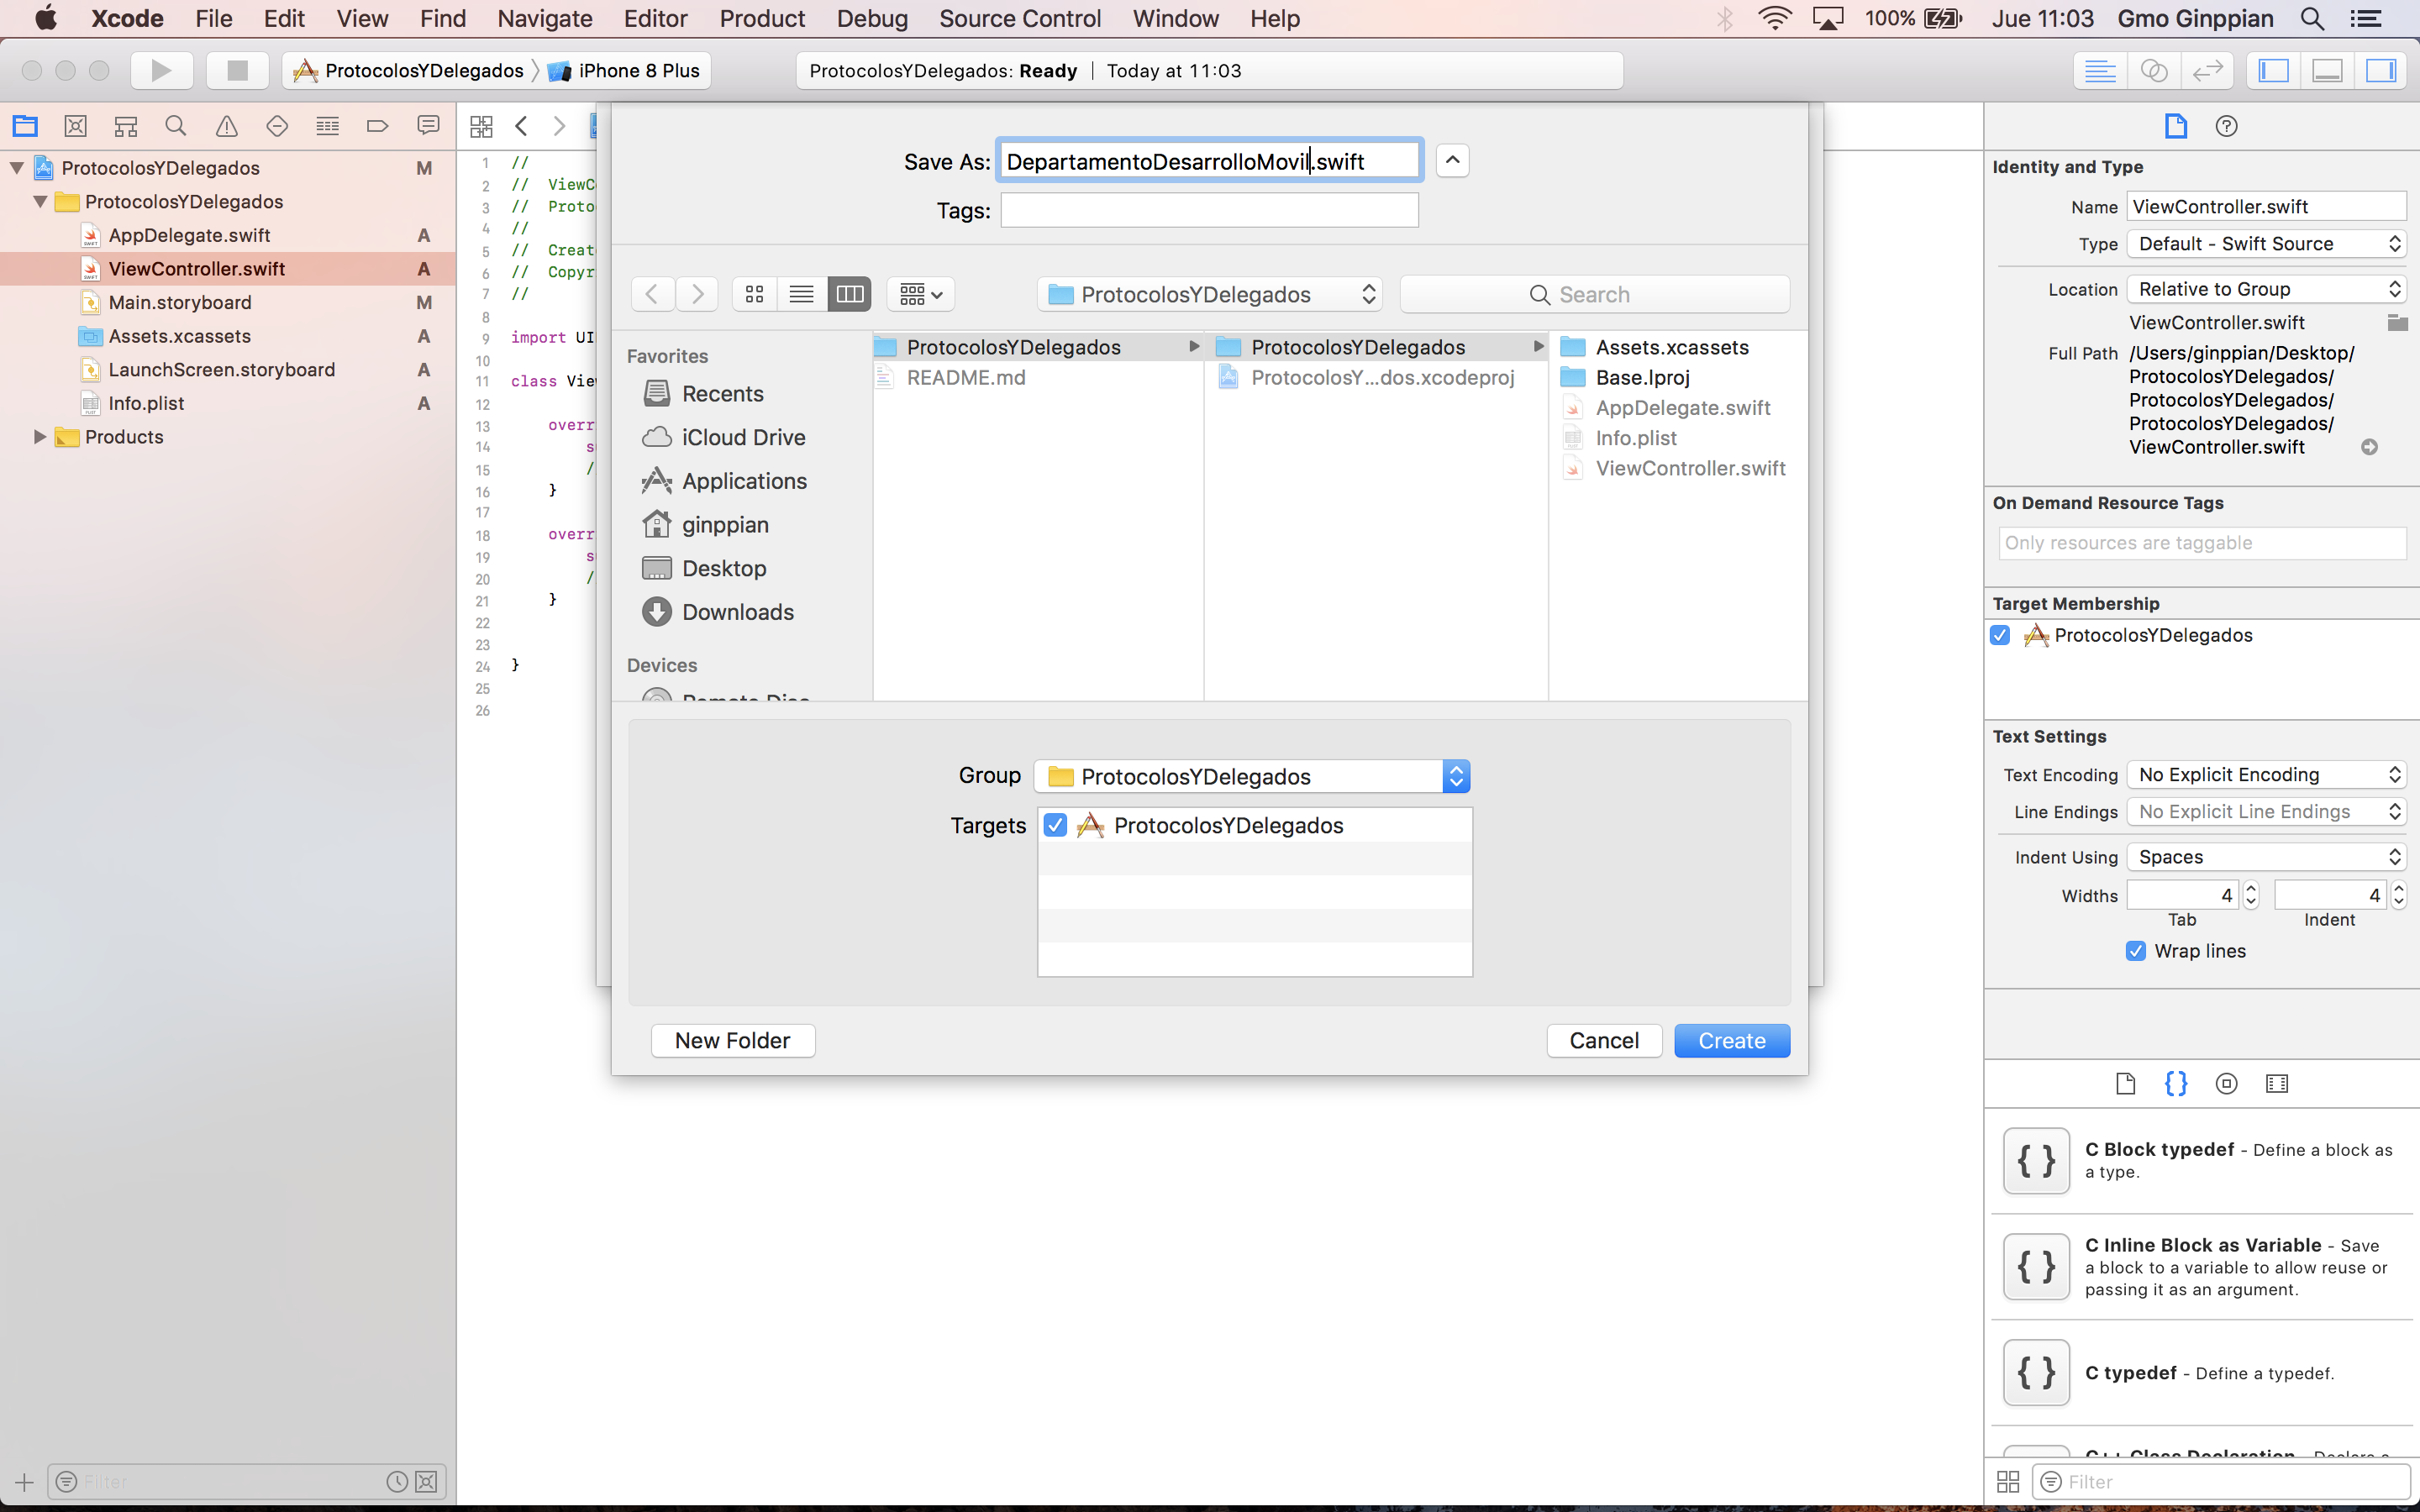 Xcode File Edit View Find Navigate Editor Product Debug Source Control Window Help 100% Jue 11:03 Gmo Ginppian
ProtocolosYDelegados iPhone 8 Plus
ProtocolosYDelegados: Ready Today at 11:03
ProtocolosYDelegados M
ProtocolosYDelegados
AppDelegate.swift A
ViewController.swift A
Main.storyboard M
Assets.xcassets A
LaunchScreen.storyboard A
Info.plist A
Products
Filter
1 //
2 // ViewC
3 // Proto
4 //
5 // Creat
6 // Copyr
7 //
8
9 import UI
10
11 class View
12
13 overr
14 s
15 /
16 }
17
18 overr
19 s
20 /
21 }
22
23
24 }
25
26
Save As: DepartamentoDesarrolloMovil.swift
Tags:
ProtocolosYDelegados
Search
Favorites
Recents
iCloud Drive
Applications
ginppian
Desktop
Downloads
Devices
Remote Disc
ProtocolosYDelegados
README.md
ProtocolosYDelegados
ProtocolosY...dos.xcodeproj
Assets.xcassets
Base.lproj
AppDelegate.swift
Info.plist
ViewController.swift
Group ProtocolosYDelegados
Targets ProtocolosYDelegados
New Folder
Cancel
Create
Identity and Type
Name ViewController.swift
Type Default - Swift Source
Location Relative to Group
ViewController.swift
Full Path /Users/ginppian/Desktop/
ProtocolosYDelegados/
ProtocolosYDelegados/
ProtocolosYDelegados/
ViewController.swift
On Demand Resource Tags
Only resources are taggable
Target Membership
ProtocolosYDelegados
Text Settings
Text Encoding No Explicit Encoding
Line Endings No Explicit Line Endings
Indent Using Spaces
Widths 4 4
Tab Indent
Wrap lines
{ }
{ } C Block typedef - Define a block as
a type.
{ } C Inline Block as Variable - Save
a block to a variable to allow reuse or
passing it as an argument.
{ } C typedef - Define a typedef.
C++ Class Declaration - Declare a
Filter